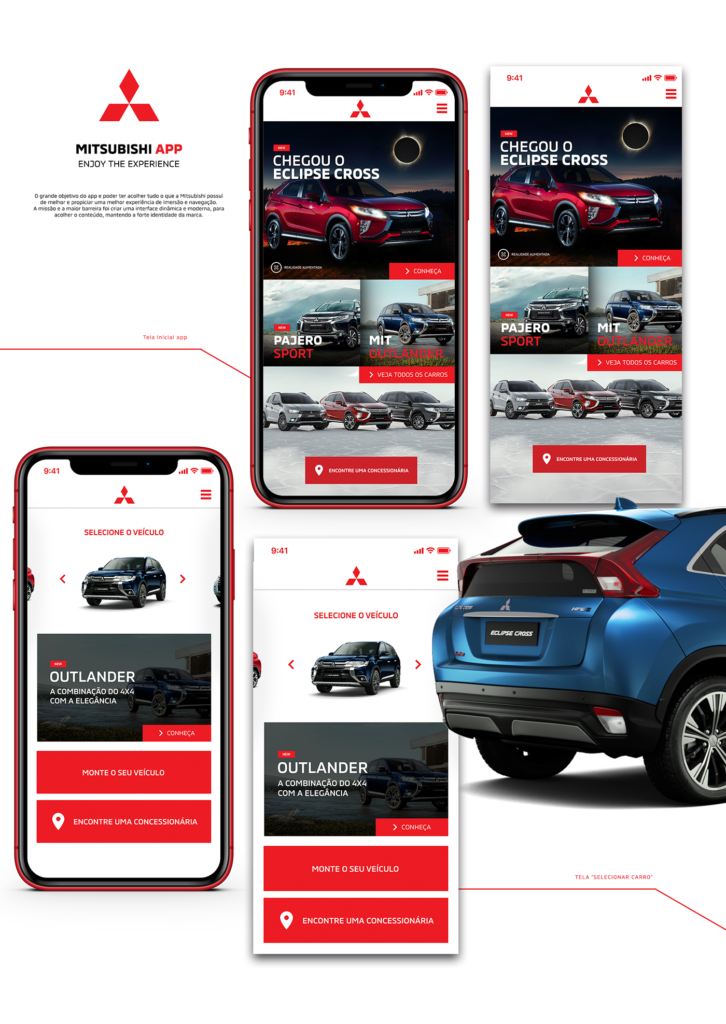 MITSUBISHI APP
ENJOY THE EXPERIENCE
O grande objetivo do app e poder ter acolher tudo o que a Mitsubishi possui
de melhor e propiciar uma melhor experiência de imersão e navegação.
A missão e a maior barreira foi criar uma interface dinâmica e moderna, para
acolher o conteúdo, mantendo a forte identidade da marca.
Tela inicial app
9:41
NEW
CHEGOU O
ECLIPSE CROSS
REALIDADE AUMENTADA
CONHEÇA
NEW
PAJERO
SPORT
MIT
OUTLANDER
VEJA TODOS OS CARROS
ENCONTRE UMA CONCESSIONÁRIA
9:41
NEW
CHEGOU O
ECLIPSE CROSS
REALIDADE AUMENTADA
CONHEÇA
NEW
PAJERO
SPORT
MIT
OUTLANDER
VEJA TODOS OS CARROS
ENCONTRE UMA CONCESSIONÁRIA
9:41
SELECIONE O VEÍCULO
NEW
OUTLANDER
A COMBINAÇÃO DO 4X4
COM A ELEGÂNCIA
CONHEÇA
MONTE O SEU VEÍCULO
ENCONTRE UMA CONCESSIONÁRIA
9:41
SELECIONE O VEÍCULO
NEW
OUTLANDER
A COMBINAÇÃO DO 4X4
COM A ELEGÂNCIA
CONHEÇA
MONTE O SEU VEÍCULO
ENCONTRE UMA CONCESSIONÁRIA
ECLIPSE CROSS
TELA "SELECIONAR CARRO"